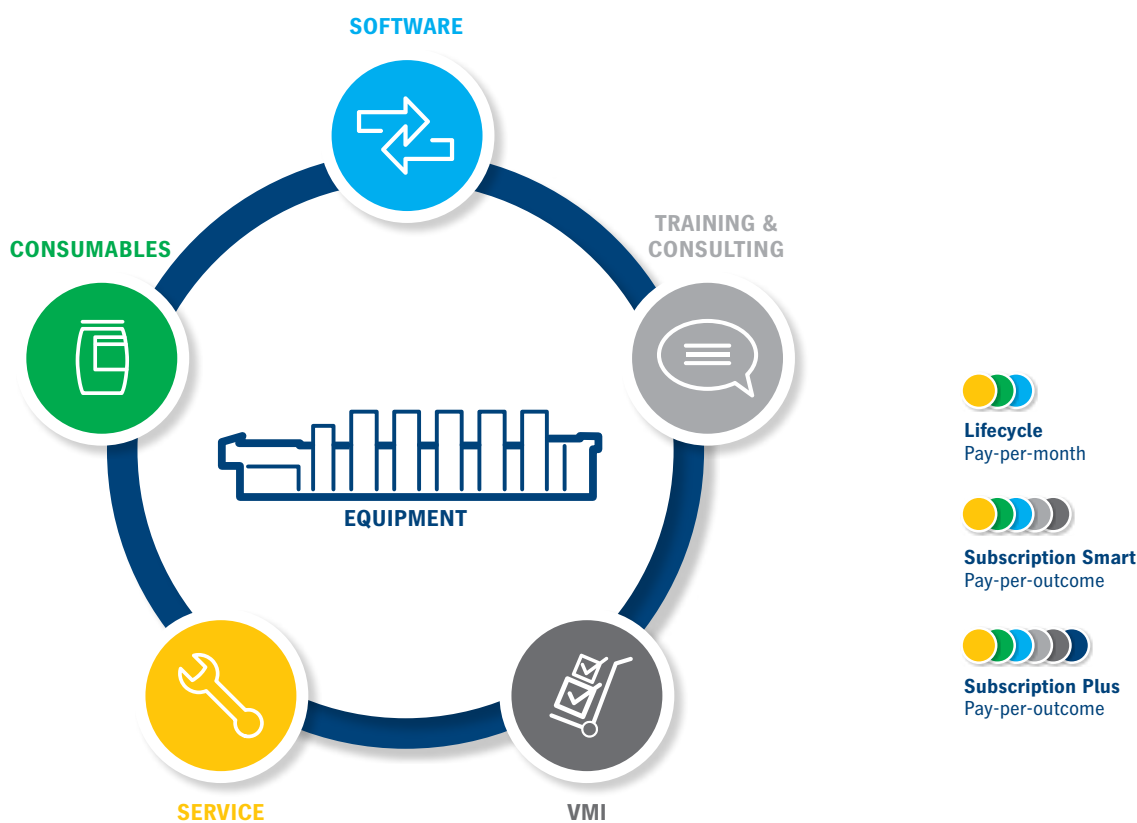 SOFTWARE
TRAINING &
CONSULTING
CONSUMABLES
EQUIPMENT
SERVICE
VMI
Lifecycle
Pay-per-month
Subscription Smart
Pay-per-outcome
Subscription Plus
Pay-per-outcome